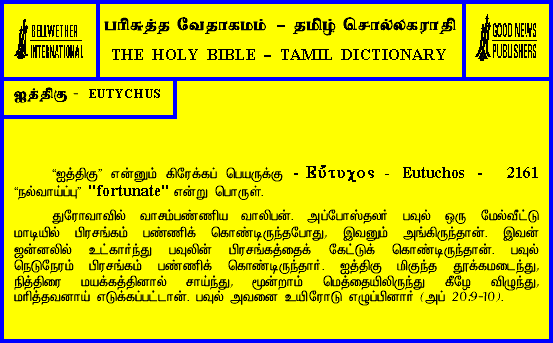 BELLWETHER
INTERNATIONAL
பரிசுத்த வேதாகமம் – தமிழ் சொல்லகராதி
THE HOLY BIBLE – TAMIL DICTIONARY
GOOD NEWS
PUBLISHERS
ஐத்திகு - EUTYCHUS
“ஐத்திகு” என்னும் கிரேக்கப் பெயருக்கு - Εὔτυχος - Eutuchos - 2161
“நல்வாய்ப்பு” "fortunate" என்று பொருள்.
துரோவாவில் வாசம்பண்ணிய வாலிபன். அப்போஸ்தலர் பவுல் ஒரு மேல்வீட்டு
மாடியில் பிரசங்கம் பண்ணிக் கொண்டிருந்தபோது, இவனும் அங்கிருந்தான். இவன்
ஜன்னலில் உட்கார்ந்து பவுலின் பிரசங்கத்தைக் கேட்டுக் கொண்டிருந்தான். பவுல்
நெடுநேரம் பிரசங்கம் பண்ணிக் கொண்டிருந்தார். ஐத்திகு மிகுந்த தூக்கமடைந்து,
நித்திரை மயக்கத்தினால் சாய்ந்து, மூன்றாம் மெத்தையிலிருந்து கீழே விழுந்து,
மரித்தவனாய் எடுக்கப்பட்டான். பவுல் அவனை உயிரோடு எழுப்பினார் (அப் 20:9-10).